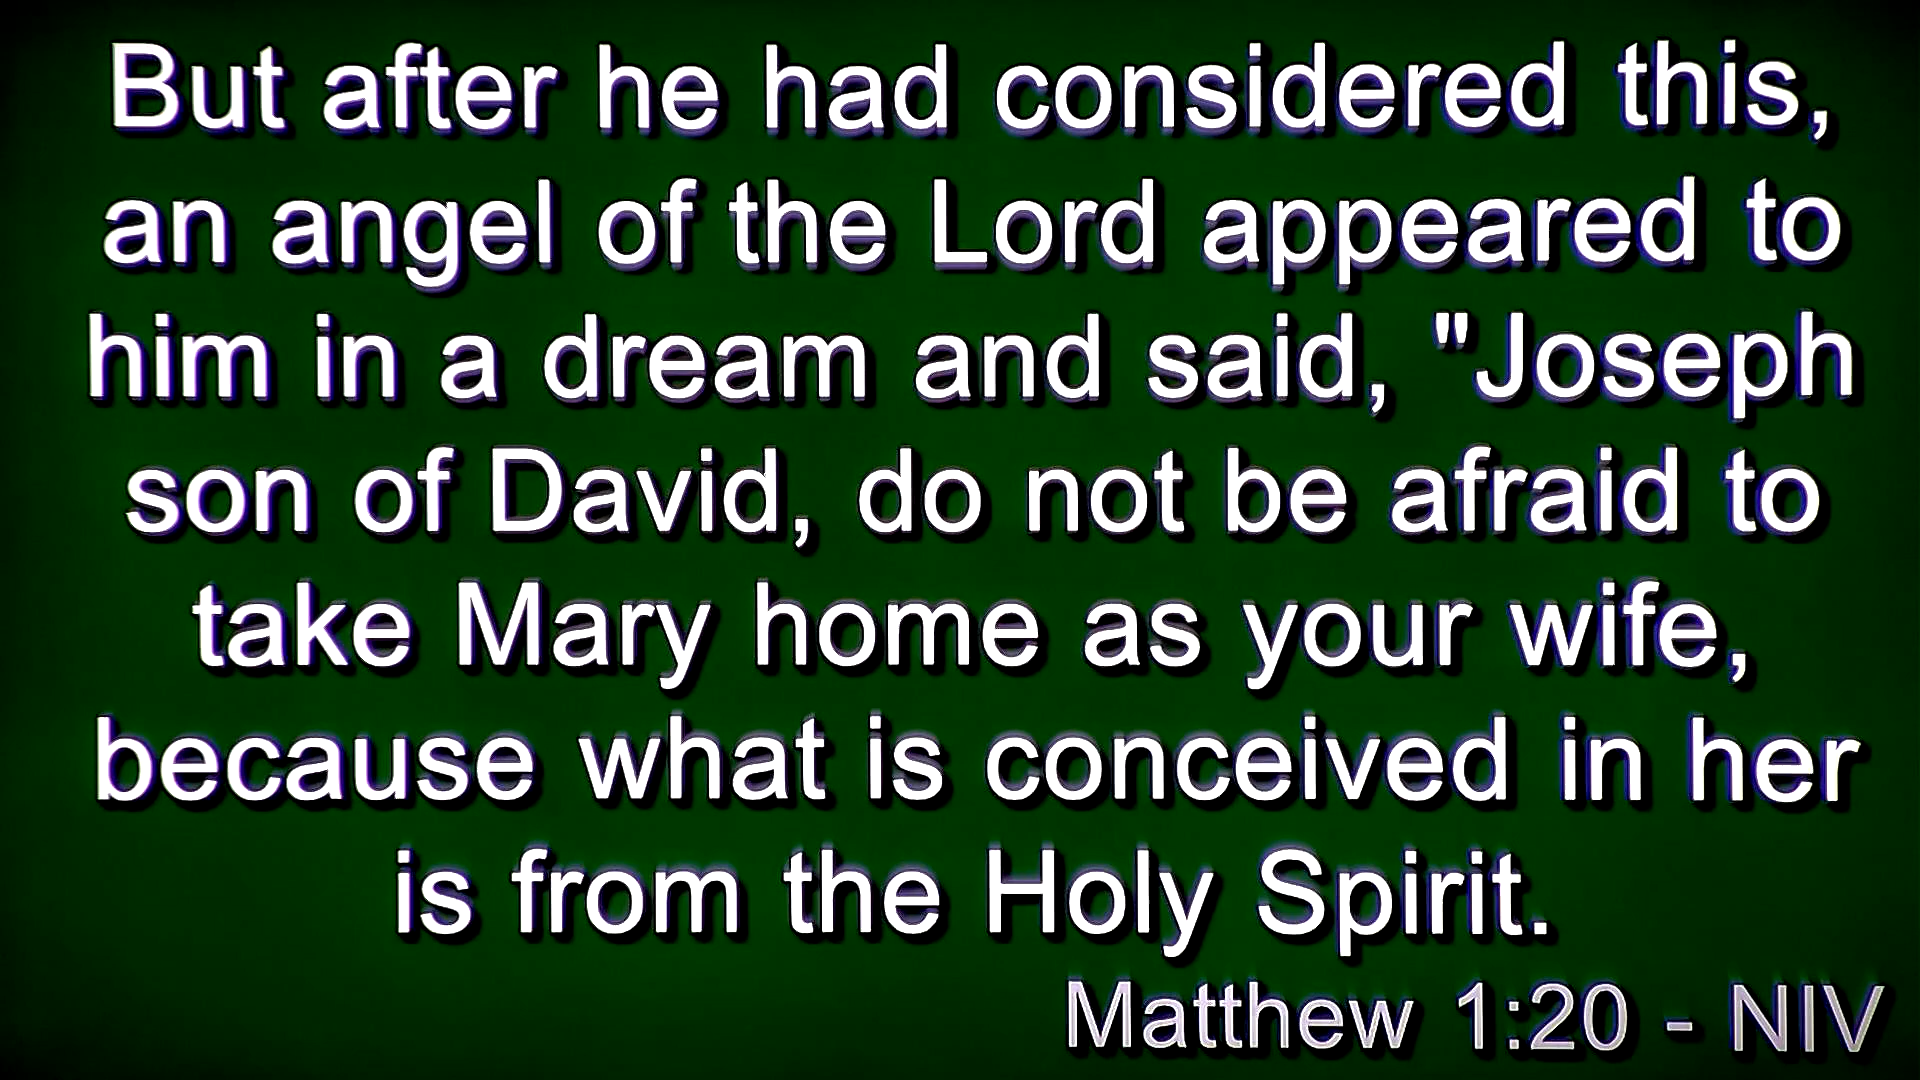 But after he had considered this,
an angel of the Lord appeared to
him in a dream and said, "Joseph
son of David, do not be afraid to
take Mary home as your wife,
because what is conceived in her
is from the Holy Spirit.
Matthew 1:20 - NIV